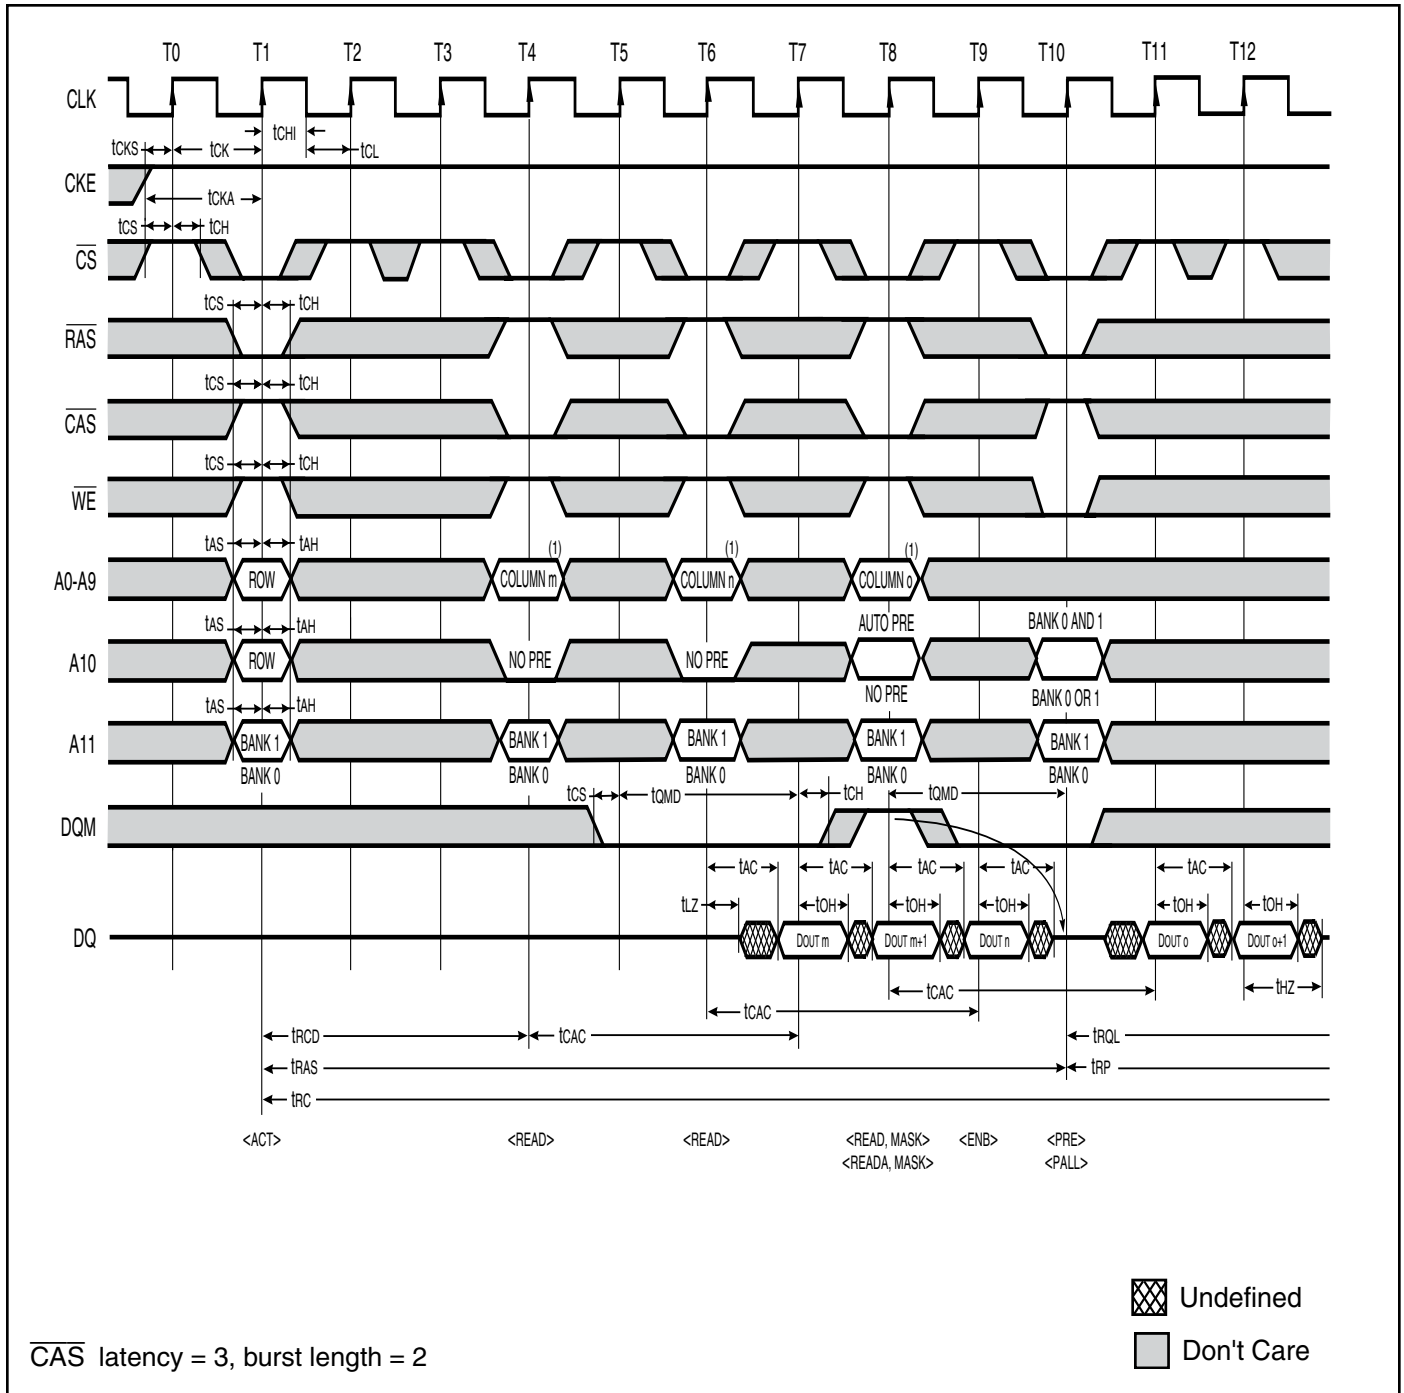 T0 T1 T2 T3 T4 T5 T6 T7 T8 T9 T10 T11 T12
CLK
tCHI
tCKS tCK tCL
CKE
tCKA
tCS tCH
CS
tCS tCH
RAS
tCS tCH
CAS
tCS tCH
WE
tAS tAH (1) (1) (1)
A0-A9 ROW COLUMN m COLUMN n COLUMN o
tAS tAH AUTO PRE BANK 0 AND 1
A10 ROW NO PRE NO PRE
NO PRE BANK 0 OR 1
tAS tAH
A11 BANK 1 BANK 1 BANK 1 BANK 1 BANK 1
BANK 0 BANK 0 BANK 0 BANK 0 BANK 0
tCS tQMD tCH tQMD
DQM
tAC tAC tAC tAC tAC
tLZ tOH tOH tOH tOH tOH
DQ DOUT m DOUT m+1 DOUT n DOUT o DOUT o+1
tCAC tHZ
tCAC
tRCD tCAC tRQL
tRAS tRP
tRC
<ACT> <READ> <READ> <READ, MASK> <ENB> <PRE>
<READA, MASK> <PALL>
Undefined
Don't Care
CAS latency = 3, burst length = 2